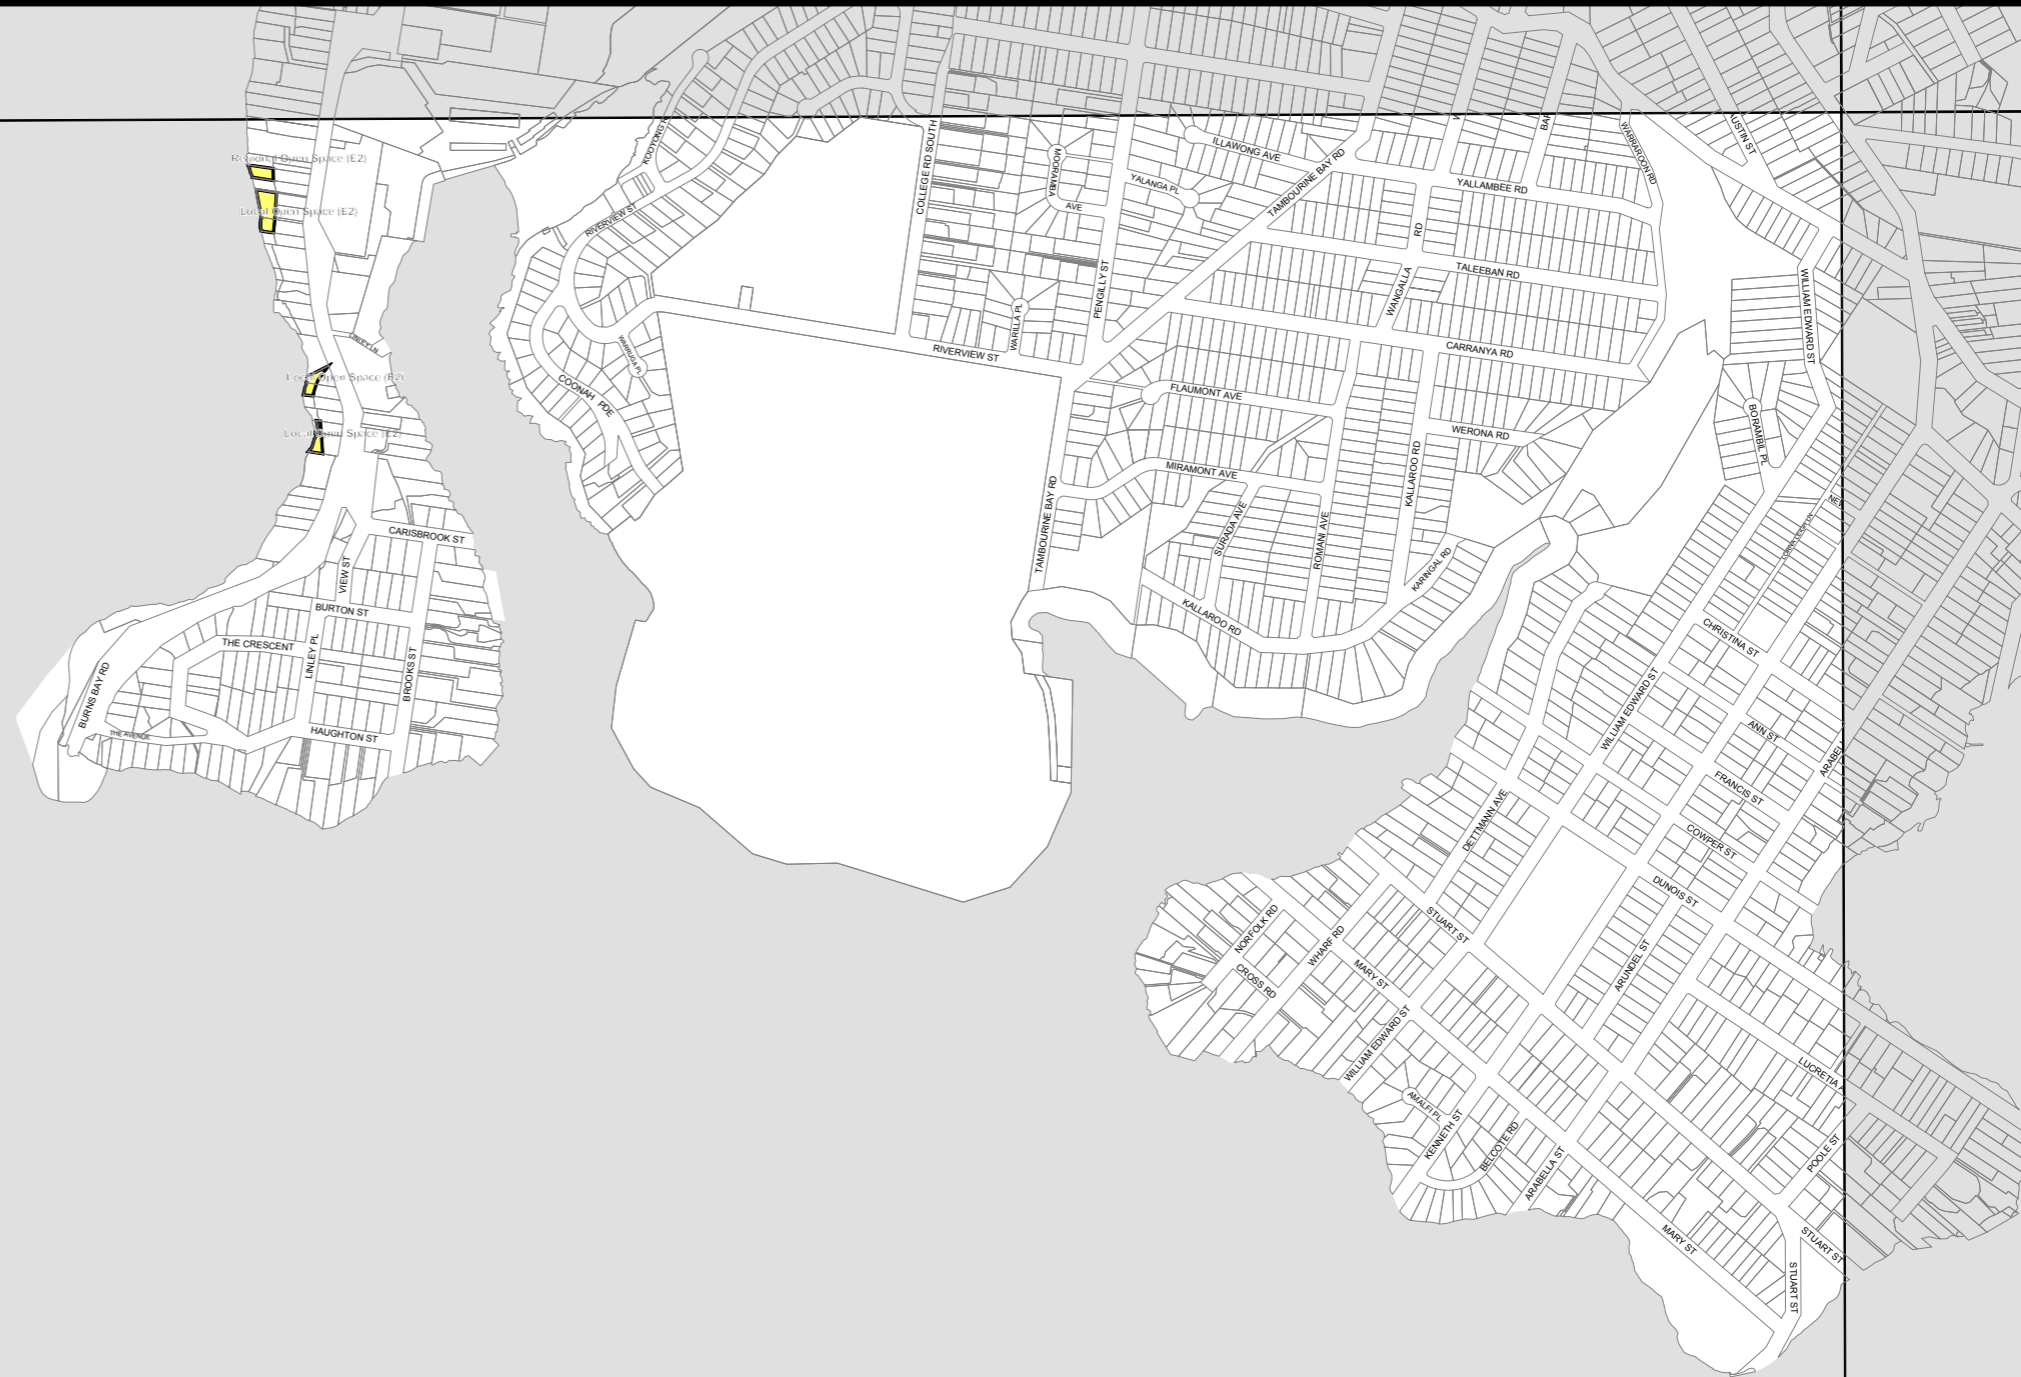 KOOYONG R
COLLEGE RD SOUTH
MOORAMBA
AVE
ILLAWONG AVE
YALANGA PL
TAMBOURINE BAY RD
BAR
WARRAROON RD
AUSTIN ST
YALLAMBEE RD
Regional Open Space (E2)
Local Open Space (E2)
RIVERVIEW ST
RD
TALEEBAN RD
WANGALLA
WILLIAM EDWARD ST
PENGILLY ST
WARILLA PL
LINLEY LN
RIVERVIEW ST
CARRANYA RD
Local Open Space (E2)
COONAH PDE
FLAUMONT AVE
BORAMBIL PL
Local Open Space (E2)
WERONA RD
MIRAMONT AVE
KALLAROO RD
TAMBOURINE BAY RD
SURADA AVE
ROMANI AVE
CARISBROOK ST
VIEW ST
KARINGAL RD
BURTON ST
KALLAROO RD
THE CRESCENT
LINLEY PL
CHRISTINA ST
BROOKS ST
BURNS BAY RD
WILLIAM EDWARD ST
THE AVENUE
HAUGHTON ST
ANN ST
ARABEL
FRANCIS ST
DETTMANN AVE
COWPER ST
DUNOIS ST
STUART ST
NORFOLK RD
WHARF RD
ARUNDEL ST
CROSS RD
MARY ST
WILLIAM EDWARD ST
LUCRETIA A
AMALFI PL
KENNETH ST
BELCOTE RD
POOLE ST
ARABELLA ST
MARY ST
STUART ST
STUART ST